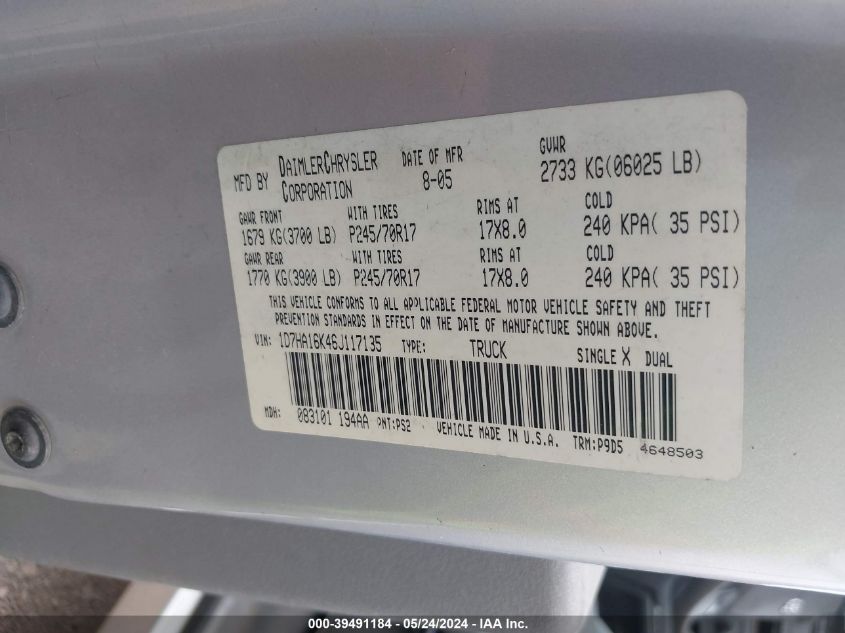 MFD BY DAIMLERCHRYSLER CORPORATION DATE OF MFR 8-05 GVWR 2733 KG(06025 LB)
GAWR FRONT WITH TIRES RIMS AT COLD
1679 KG(3700 LB) P245/70R17 17X8.0 240 KPA( 35 PSI)
GAWR REAR WITH TIRES RIMS AT COLD
1770 KG(3900 LB) P245/70R17 17X8.0 240 KPA( 35 PSI)
THIS VEHICLE CONFORMS TO ALL APPLICABLE FEDERAL MOTOR VEHICLE SAFETY AND THEFT
PREVENTION STANDARDS IN EFFECT ON THE DATE OF MANUFACTURE SHOWN ABOVE.
VIN: 1D7HA16K46J117135 TYPE: TRUCK SINGLE X DUAL
MDH: 083101 194AA PNT:PS2 VEHICLE MADE IN U.S.A. TRM:P9D5 4648503
000-39491184 - 05/24/2024 - IAA Inc.